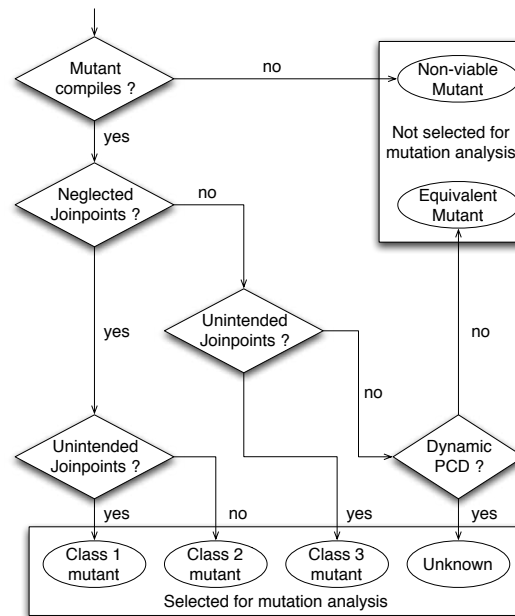 Mutant
compiles ?
no
Non-viable
Mutant
yes
Not selected for
mutation analysis
Neglected
Joinpoints ?
no
Equivalent
Mutant
yes
Unintended
Joinpoints ?
no
no
Unintended
Joinpoints ?
Dynamic
PCD ?
yes
no
yes
yes
Class 1
mutant
Class 2
mutant
Class 3
mutant
Unknown
Selected for mutation analysis